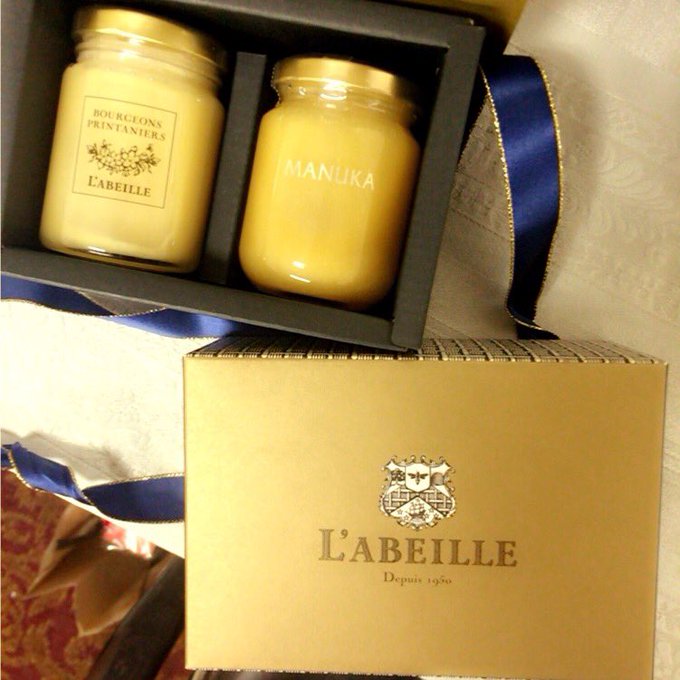 BOURGEONS
PRINTANIERS
L'ABEILLE
MANUKA
L'ABEILLE
Depuis 1950